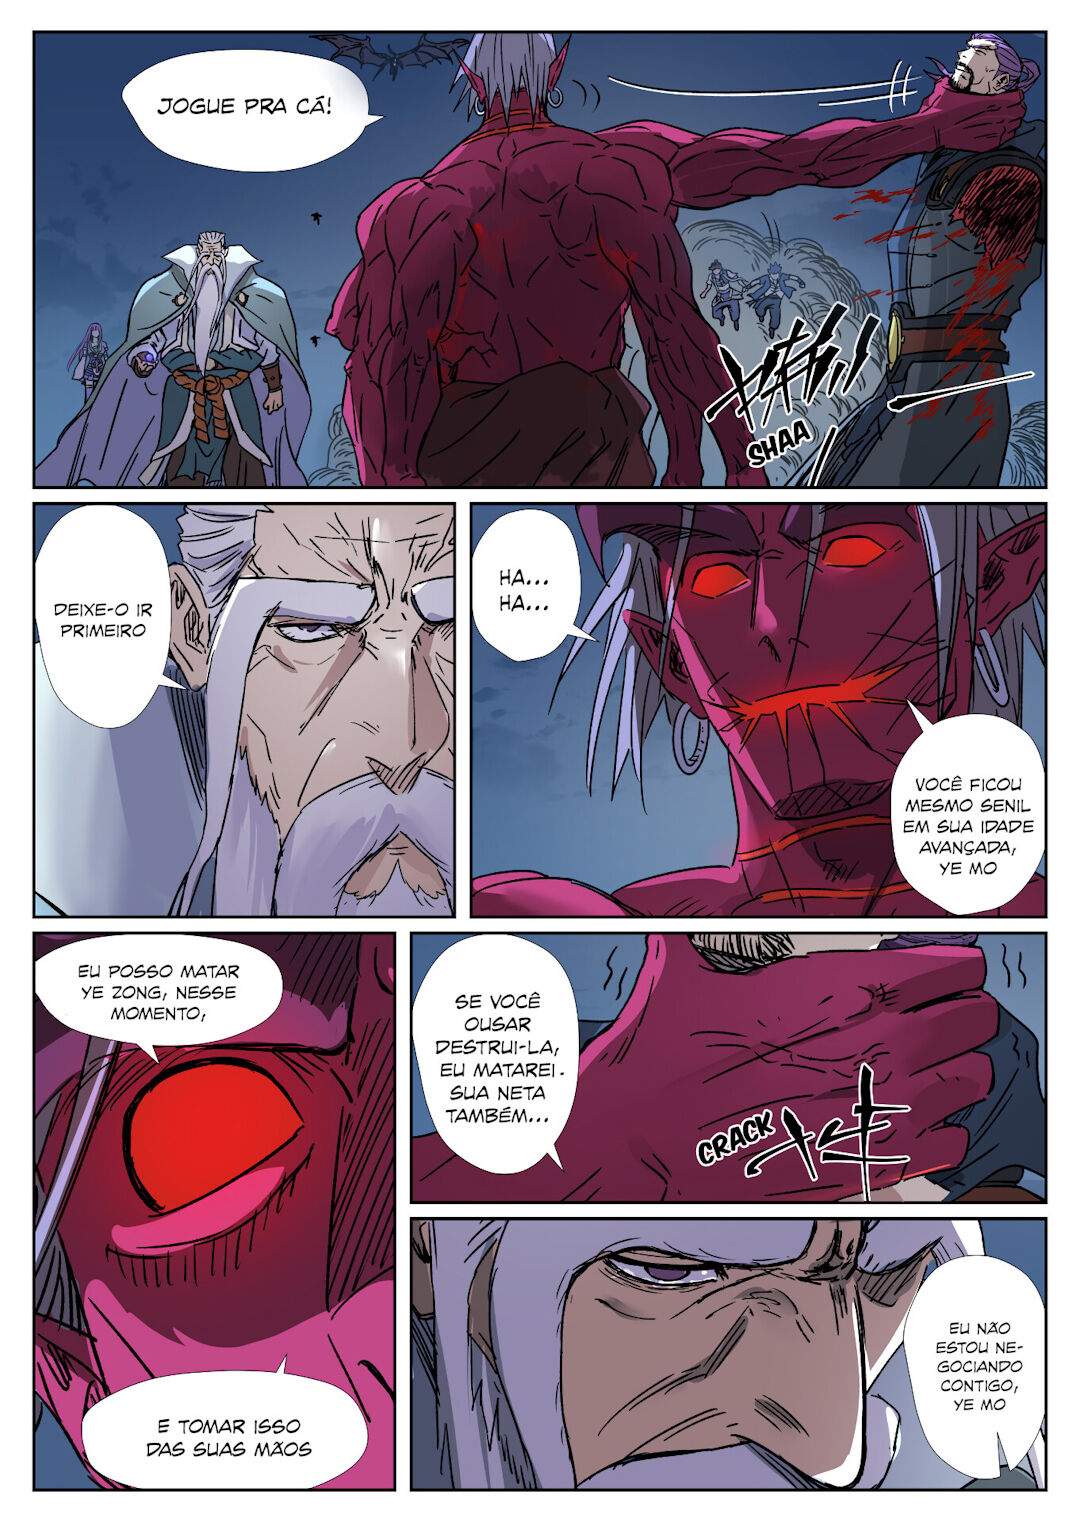 JOGUE PRA CÁ!
SHAA
DEIXE-O IR
PRIMEIRO
HA...
HA...
VOCÊ FICOU
MESMO SENIL
EM SUA IDADE
AVANÇADA,
YE MO
EU POSSO MATAR
YE ZONG, NESSE
MOMENTO,
E TOMAR ISSO
DAS SUAS MÃOS
SE VOCÊ
OUSAR
DESTRUI-LA,
EU MATAREI
SUA NETA
TAMBÉM...
CRACK
EU NÃO
ESTOU NE-
GOCIANDO
CONTIGO,
YE MO